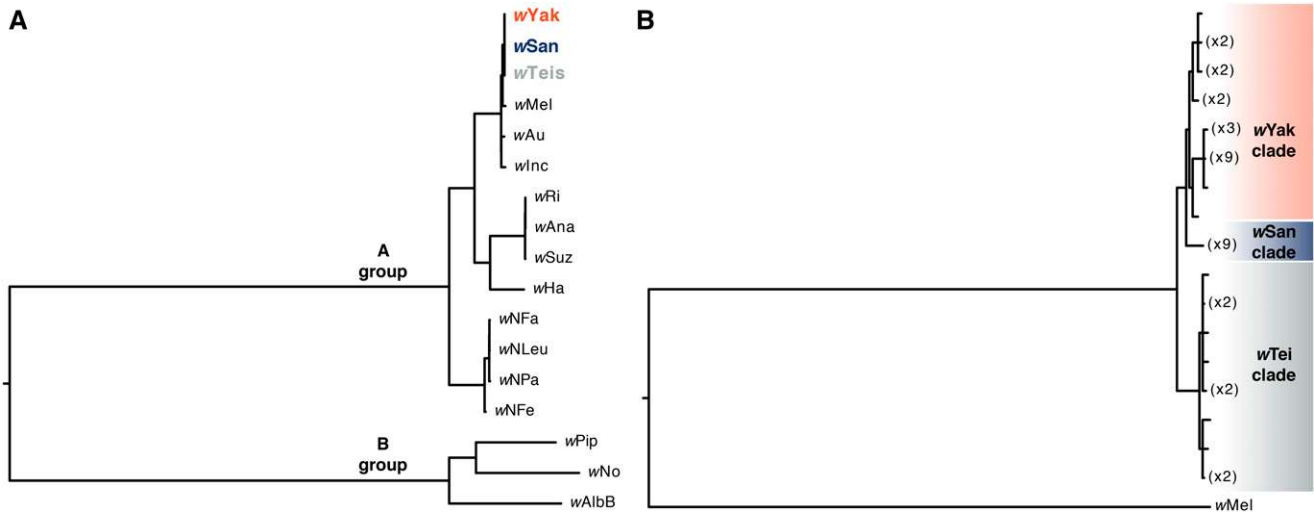 A
wYak
wSan
wTeis
wMel
wAu
wInc
wRi
wAna
wSuz
wHa
A
group
wNFa
wNLeu
wNPa
wNFe
B
group
wPip
wNo
wAlbB
B
(x2)
(x2)
(x2)
(x3)
(x9)
wYak
clade
(x9)
wSan
clade
(x2)
(x2)
(x2)
wTei
clade
wMel